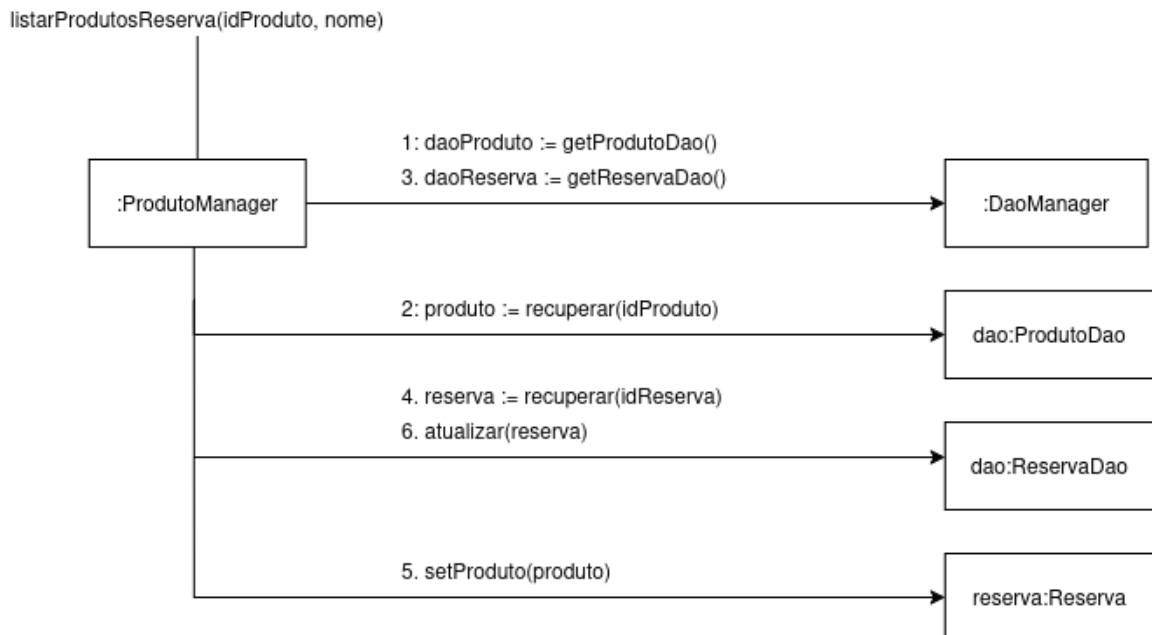 listarProdutosReserva(idProduto, nome)
1: daoProduto := getProdutoDao()
3. daoReserva := getReservaDao()
:ProdutoManager
:DaoManager
2: produto := recuperar(idProduto)
dao:ProdutoDao
4. reserva := recuperar(idReserva)
6. atualizar(reserva)
dao:ReservaDao
5. setProduto(produto)
reserva:Reserva